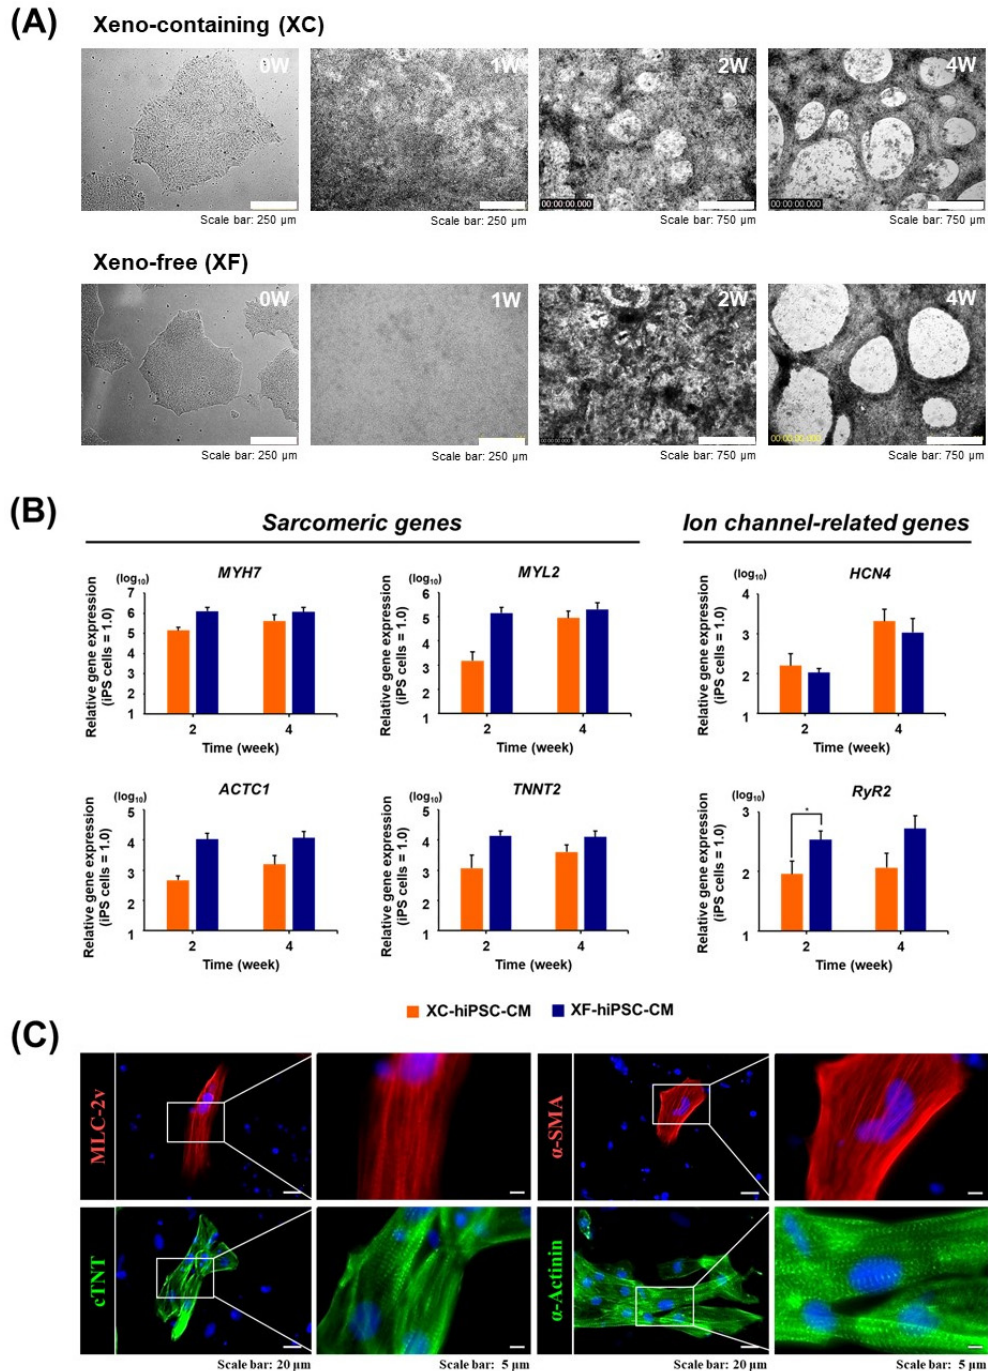 (A)
Xeno-containing (XC)
0W
1W
2W
4W
00:00:00.000
00:00:00.000
Scale bar: 250 µm
Scale bar: 250 µm
Scale bar: 750 µm
Scale bar: 750 µm
Xeno-free (XF)
0W
1W
2W
4W
00:00:00.000
00:00:00.000
Scale bar: 250 µm
Scale bar: 250 µm
Scale bar: 750 µm
Scale bar: 750 µm
(B)
Sarcomeric genes
Ion channel-related genes
(log10)
MYH7
Relative gene expression
(iPS cells = 1.0)
7
6
5
4
3
2
1
2
4
Time (week)
(log10)
MYL2
Relative gene expression
(iPS cells = 1.0)
6
5
4
3
2
1
2
4
Time (week)
(log10)
HCN4
Relative gene expression
(iPS cells = 1.0)
4
3
2
1
2
4
Time (week)
(log10)
ACTC1
Relative gene expression
(iPS cells = 1.0)
5
4
3
2
1
2
4
Time (week)
(log10)
TNNT2
Relative gene expression
(iPS cells = 1.0)
5
4
3
2
1
2
4
Time (week)
(log10)
RyR2
Relative gene expression
(iPS cells = 1.0)
3
2
1
*
2
4
Time (week)
XC-hiPSC-CM
XF-hiPSC-CM
(C)
MLC-2v
α-SMA
cTNT
α-Actinin
Scale bar: 20 µm
Scale bar: 5 µm
Scale bar: 20 µm
Scale bar: 5 µm